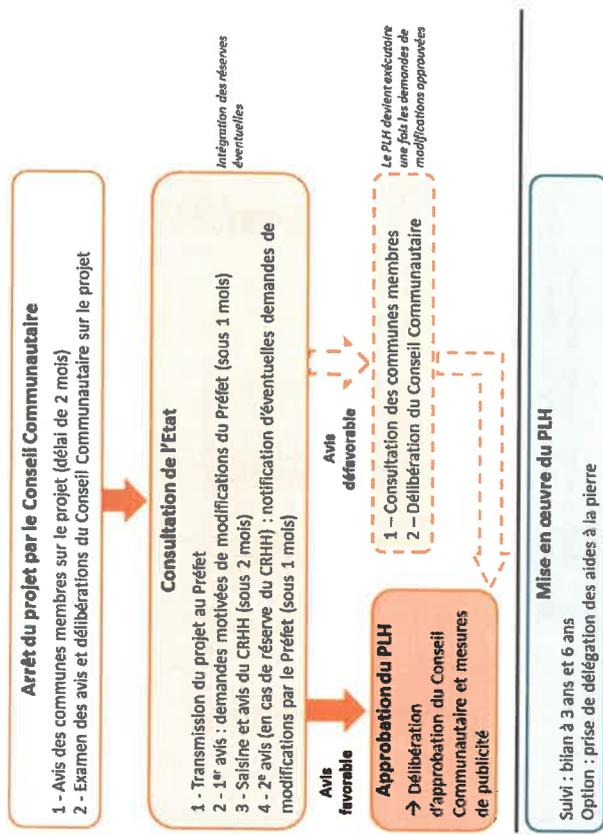 Arrêt du projet par le Conseil Communautaire
1 - Avis des communes membres sur le projet (délai de 2 mois)
2 - Examen des avis et délibérations du Conseil Communautaire sur le projet
Consultation de l'Etat
1 - Transmission du projet au Préfet
2 - 1er avis : demandes motivées de modifications du Préfet (sous 1 mois)
3 - Saisine et avis du CRHH (sous 2 mois)
4 - 2e avis (en cas de réserve du CRHH) : notification d'éventuelles demandes de
modifications par le Préfet (sous 1 mois)
Intégration des réserves
éventuelles
Avis
favorable
Avis
défavorable
Approbation du PLH
→ Délibération
d'approbation du Conseil
Communautaire et mesures
de publicité
1 – Consultation des communes membres
2 – Délibération du Conseil Communautaire
Le PLH devient exécutoire
une fois les demandes de
modifications approuvées
Mise en œuvre du PLH
Suivi : bilan à 3 ans et 6 ans
Option : prise de délégation des aides à la pierre